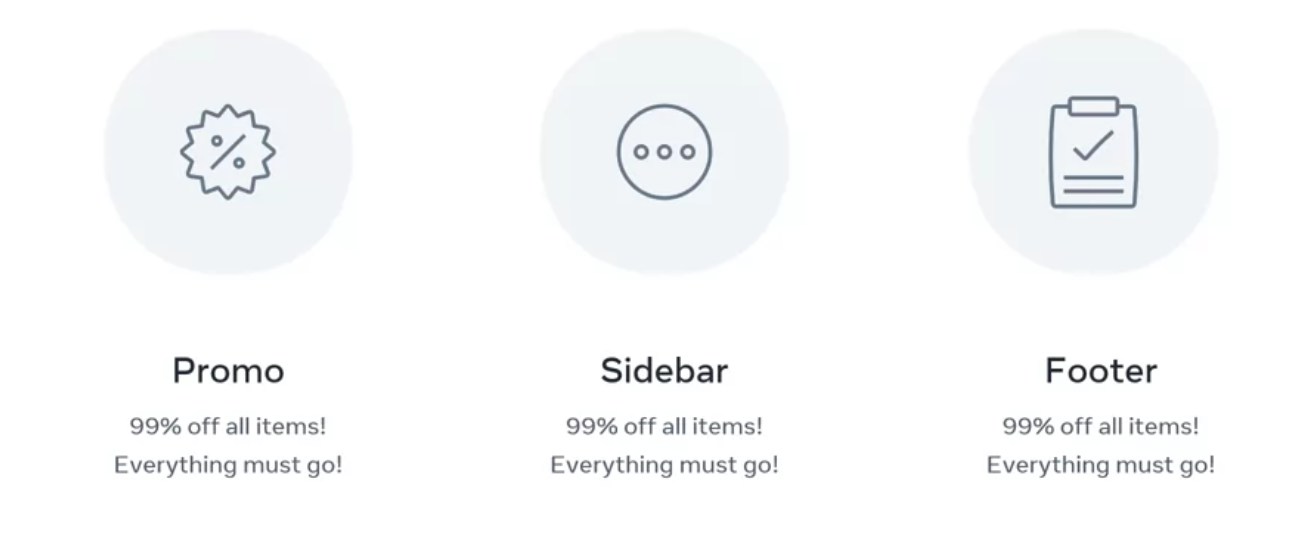 Promo
99% off all items!
Everything must go!
Sidebar
99% off all items!
Everything must go!
Footer
99% off all items!
Everything must go!